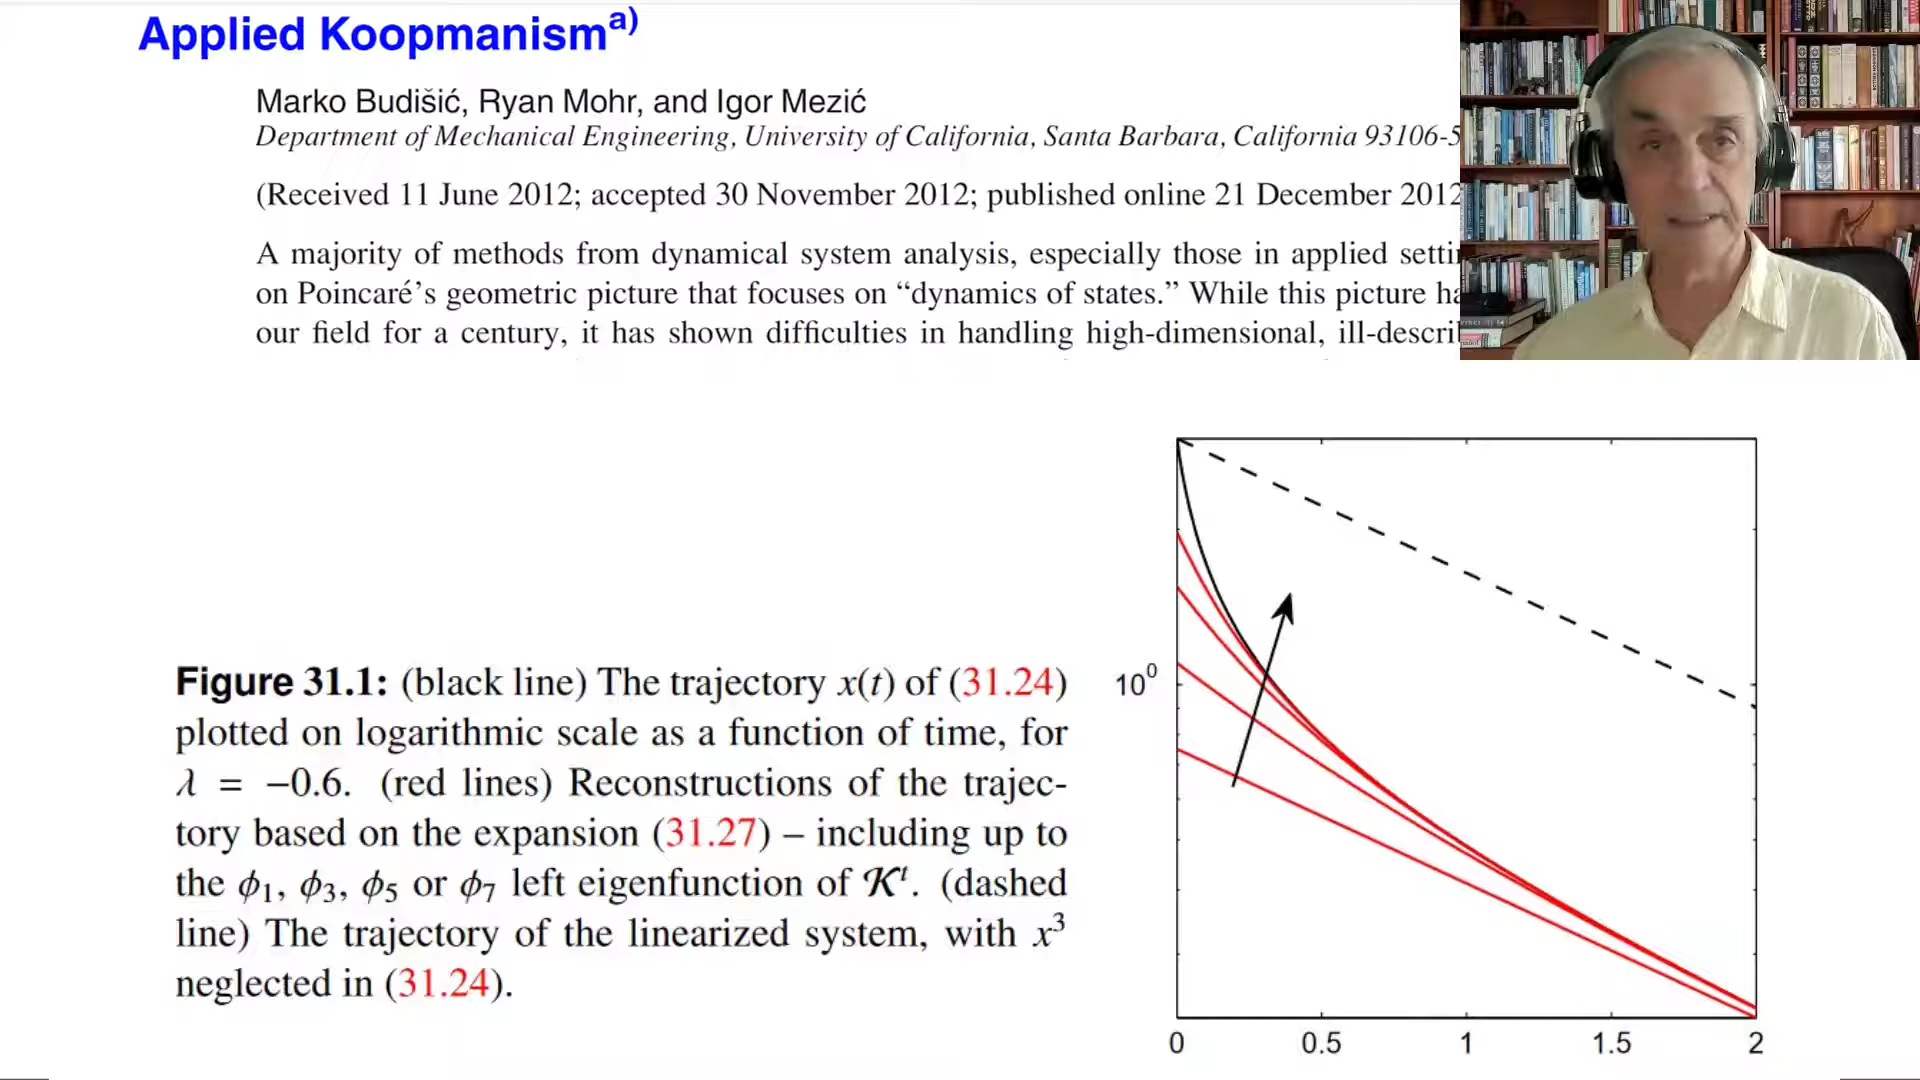 Applied Koopmanism^a)
Marko Budišić, Ryan Mohr, and Igor Mezić
Department of Mechanical Engineering, University of California, Santa Barbara, California 93106-5
(Received 11 June 2012; accepted 30 November 2012; published online 21 December 2012
A majority of methods from dynamical system analysis, especially those in applied setti
on Poincaré's geometric picture that focuses on “dynamics of states.” While this picture ha
our field for a century, it has shown difficulties in handling high-dimensional, ill-descri
Figure 31.1: (black line) The trajectory x(t) of (31.24)
plotted on logarithmic scale as a function of time, for
λ = −0.6. (red lines) Reconstructions of the trajec-
tory based on the expansion (31.27) – including up to
the ϕ₁, ϕ₃, ϕ₅ or ϕ₇ left eigenfunction of 𝒦ᵗ. (dashed
line) The trajectory of the linearized system, with x³
neglected in (31.24).
10⁰
0 0.5 1 1.5 2